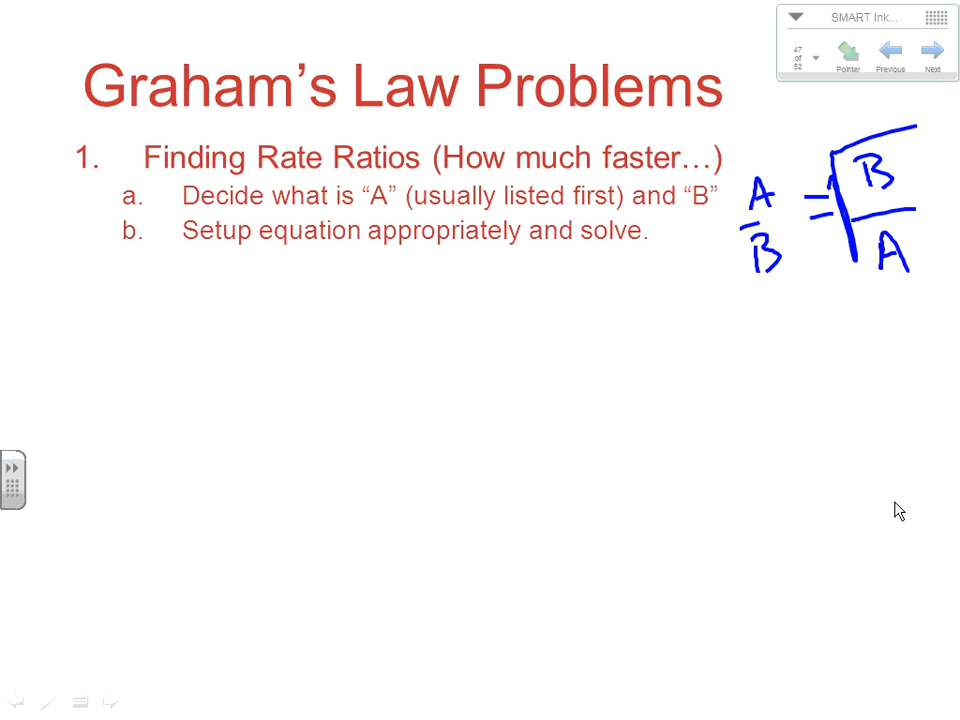 SMART Ink...
47
of
52
Pointer
Previous
Next
Graham’s Law Problems
1. Finding Rate Ratios (How much faster…)
a. Decide what is “A” (usually listed first) and “B”
b. Setup equation appropriately and solve.
A/B = √(B/A)